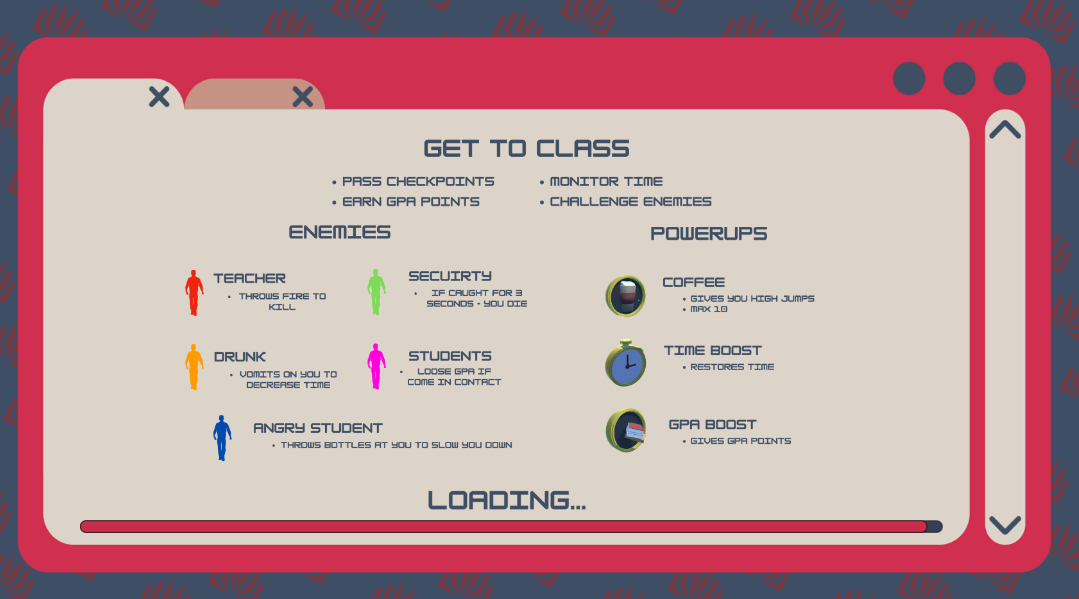 GET TO CLASS
• PASS CHECKPOINTS
• EARN GPA POINTS
• MONITOR TIME
• CHALLENGE ENEMIES
ENEMIES
TEACHER
• THROWS FIRE TO
KILL
SECUIRTY
• IF CAUGHT FOR 3
SECONDS - YOU DIE
DRUNK
• VOMITS ON YOU TO
DECREASE TIME
STUDENTS
• LOOSE GPA IF
COME IN CONTACT
ANGRY STUDENT
• THROWS BOTTLES AT YOU TO SLOW YOU DOWN
POWERUPS
COFFEE
• GIVES YOU HIGH JUMPS
• MAX 10
TIME BOOST
• RESTORES TIME
GPA BOOST
• GIVES GPA POINTS
LOADING...